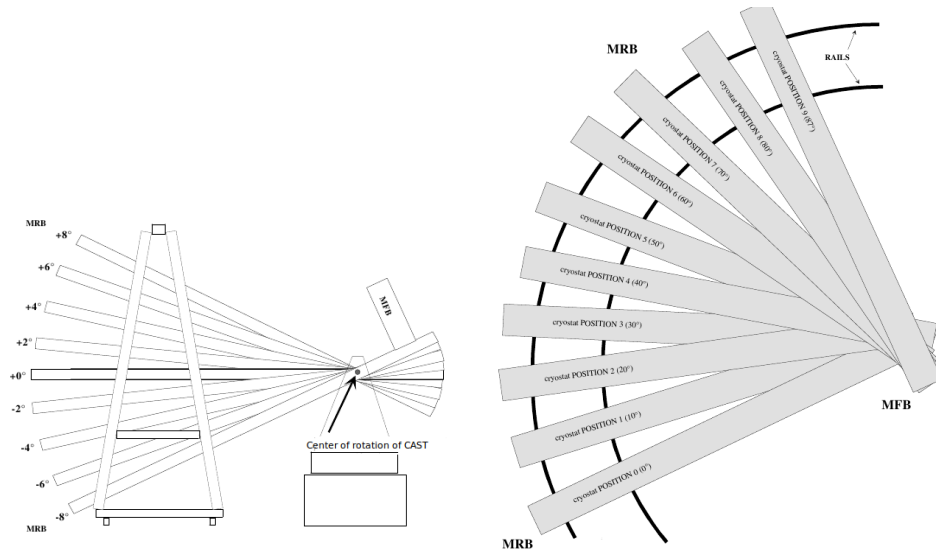 MRB
+8°
+6°
+4°
+2°
+0°
-2°
-4°
-6°
-8°
MRB
MFB
Center of rotation of CAST
MRB
RAILS
cryostat POSITION 9 (87°)
cryostat POSITION 8 (80°)
cryostat POSITION 7 (70°)
cryostat POSITION 6 (60°)
cryostat POSITION 5 (50°)
cryostat POSITION 4 (40°)
cryostat POSITION 3 (30°)
cryostat POSITION 2 (20°)
cryostat POSITION 1 (10°)
cryostat POSITION 0 (0°)
MFB
MRB